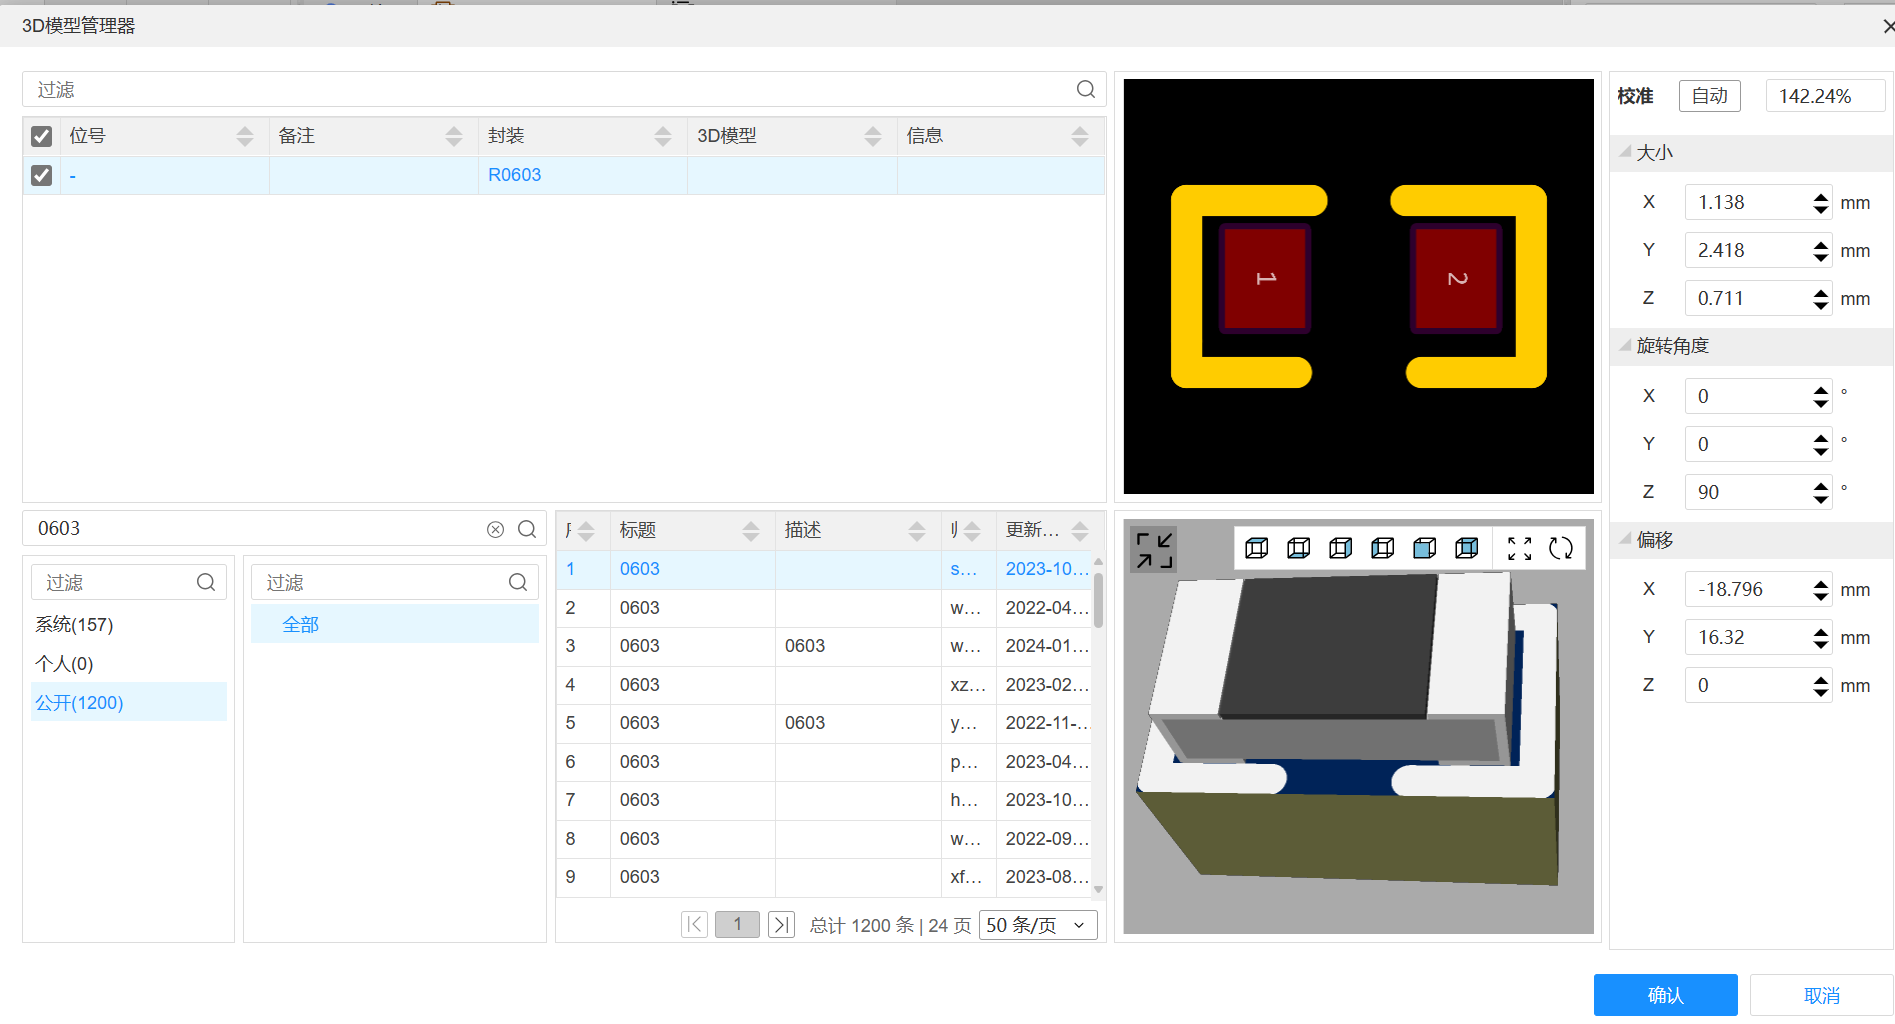 3D模型管理器
过滤
位号 备注 封装 3D模型 信息
- R0603
1 2
校准 自动 142.24%
大小
X 1.138 mm
Y 2.418 mm
Z 0.711 mm
旋转角度
X 0 °
Y 0 °
Z 90 °
偏移
X -18.796 mm
Y 16.32 mm
Z 0 mm
0603
过滤
系统(157)
个人(0)
公开(1200)
过滤
全部
标题 描述 更新...
1 0603 s... 2023-10...
2 0603 w... 2022-04...
3 0603 0603 w... 2024-01...
4 0603 xz... 2023-02...
5 0603 0603 y... 2022-11-...
6 0603 p... 2023-04...
7 0603 h... 2023-10...
8 0603 w... 2022-09...
9 0603 xf... 2023-08...
1 总计 1200 条 | 24 页 50 条/页
确认 取消